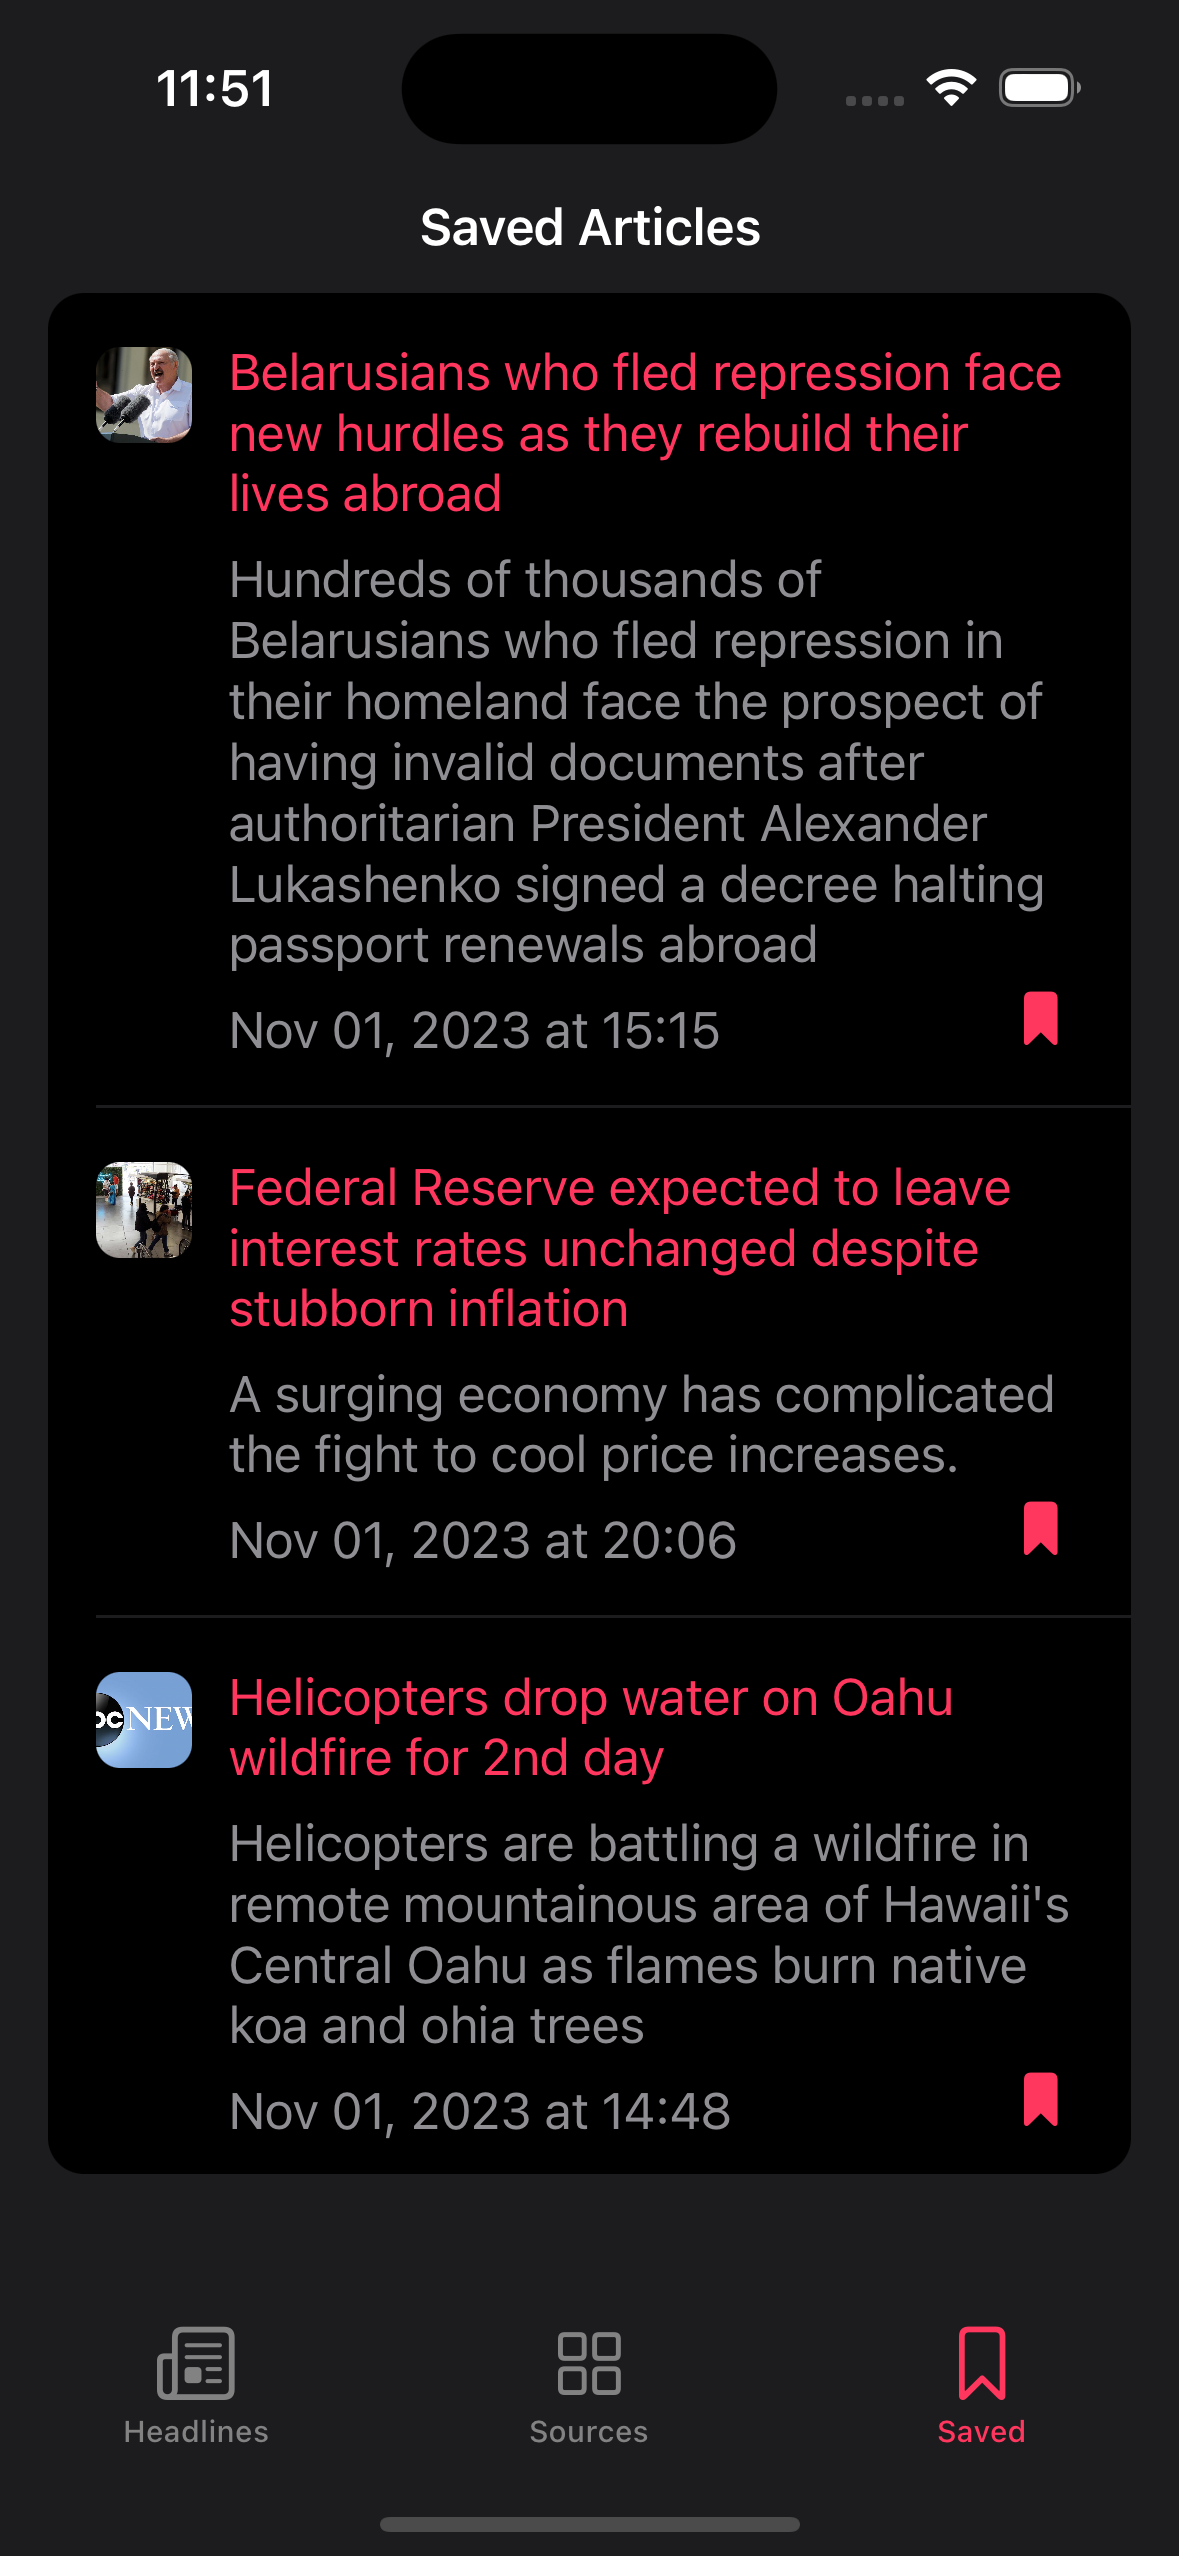 11:51
Saved Articles
Belarusians who fled repression face
new hurdles as they rebuild their
lives abroad
Hundreds of thousands of
Belarusians who fled repression in
their homeland face the prospect of
having invalid documents after
authoritarian President Alexander
Lukashenko signed a decree halting
passport renewals abroad
Nov 01, 2023 at 15:15
Federal Reserve expected to leave
interest rates unchanged despite
stubborn inflation
A surging economy has complicated
the fight to cool price increases.
Nov 01, 2023 at 20:06
bc NEW
Helicopters drop water on Oahu
wildfire for 2nd day
Helicopters are battling a wildfire in
remote mountainous area of Hawaii's
Central Oahu as flames burn native
koa and ohia trees
Nov 01, 2023 at 14:48
Headlines
Sources
Saved